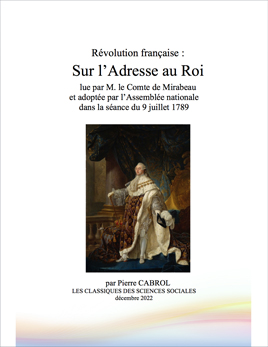 Révolution française :
Sur l’Adresse au Roi
lue par M. le Comte de Mirabeau
et adoptée par l’Assemblée nationale
dans la séance du 9 juillet 1789
par Pierre CABROL
LES CLASSIQUES DES SCIENCES SOCIALES
décembre 2022